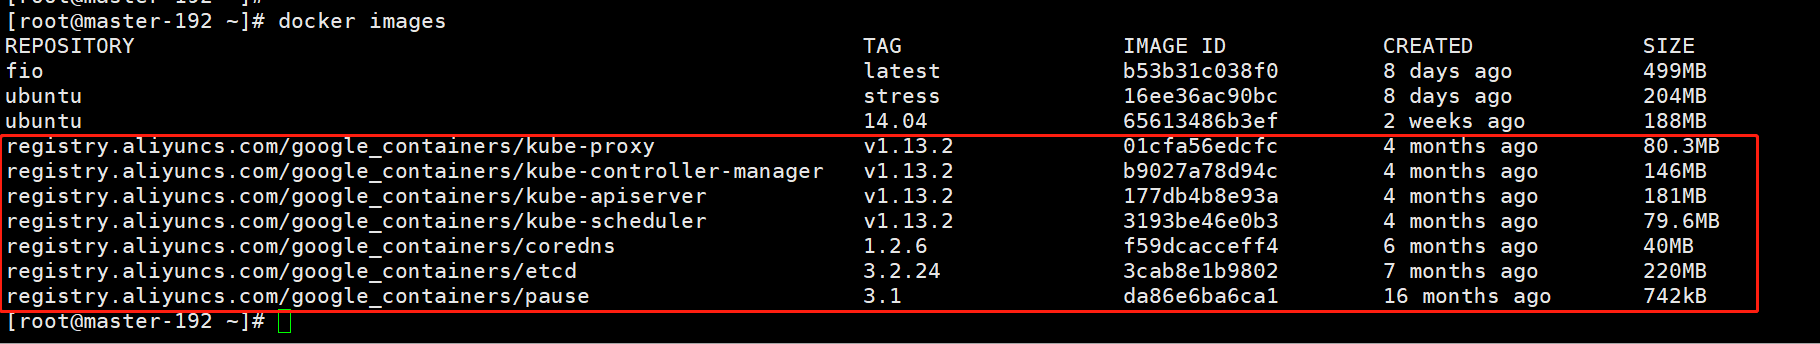 [root@master-192 ~]# docker images
REPOSITORY TAG IMAGE ID CREATED SIZE
fio latest b53b31c038f0 8 days ago 499MB
ubuntu stress 16ee36ac90bc 8 days ago 204MB
ubuntu 14.04 65613486b3ef 2 weeks ago 188MB
registry.aliyuncs.com/google_containers/kube-proxy v1.13.2 01cfa56edcfc 4 months ago 80.3MB
registry.aliyuncs.com/google_containers/kube-controller-manager v1.13.2 b9027a78d94c 4 months ago 146MB
registry.aliyuncs.com/google_containers/kube-apiserver v1.13.2 177db4b8e93a 4 months ago 181MB
registry.aliyuncs.com/google_containers/kube-scheduler v1.13.2 3193be46e0b3 4 months ago 79.6MB
registry.aliyuncs.com/google_containers/coredns 1.2.6 f59dcacceff4 6 months ago 40MB
registry.aliyuncs.com/google_containers/etcd 3.2.24 3cab8e1b9802 7 months ago 220MB
registry.aliyuncs.com/google_containers/pause 3.1 da86e6ba6ca1 16 months ago 742kB
[root@master-192 ~]#